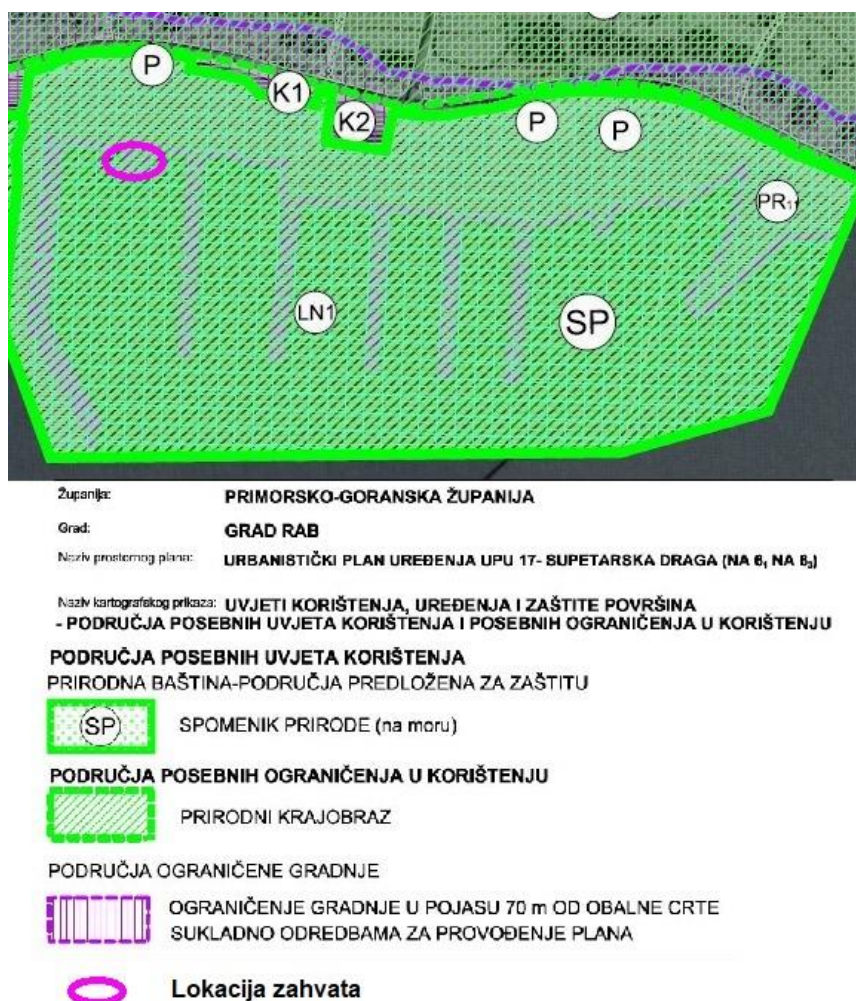 P
K1
K2
P
P
PR11
LN1
SP
Županija: PRIMORSKO-GORANSKA ŽUPANIJA
Grad: GRAD RAB
Naziv prostornog plana: URBANISTIČKI PLAN UREĐENJA UPU 17- SUPETARSKA DRAGA (NA 6₁ NA 6₃)
Naziv kartografskog prikaza: UVJETI KORIŠTENJA, UREĐENJA I ZAŠTITE POVRŠINA
- PODRUČJA POSEBNIH UVJETA KORIŠTENJA I POSEBNIH OGRANIČENJA U KORIŠTENJU
PODRUČJA POSEBNIH UVJETA KORIŠTENJA
PRIRODNA BAŠTINA-PODRUČJA PREDLOŽENA ZA ZAŠTITU
SP SPOMENIK PRIRODE (na moru)
PODRUČJA POSEBNIH OGRANIČENJA U KORIŠTENJU
PRIRODNI KRAJOBRAZ
PODRUČJA OGRANIČENE GRADNJE
OGRANIČENJE GRADNJE U POJASU 70 m OD OBALNE CRTE
SUKLADNO ODREDBAMA ZA PROVOĐENJE PLANA
Lokacija zahvata